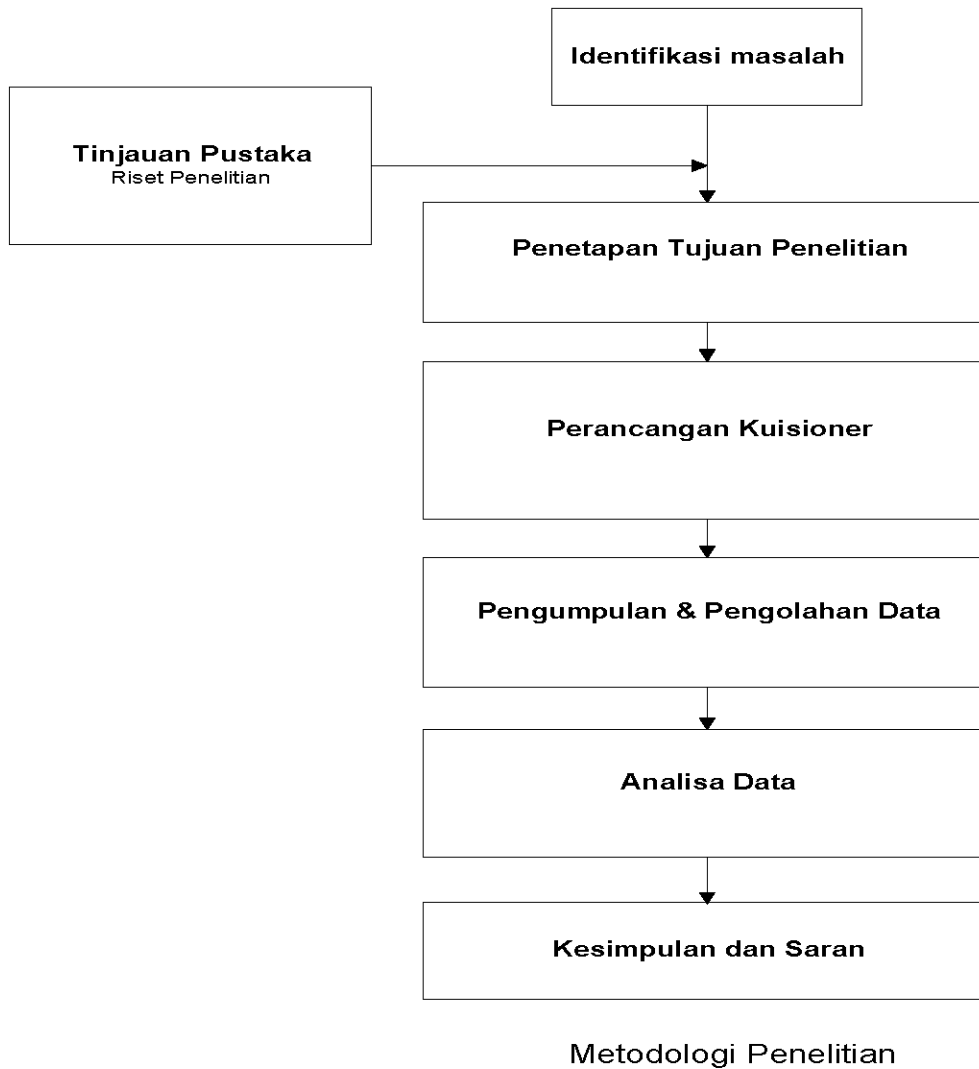 Identifikasi masalah
Tinjauan Pustaka
Riset Penelitian
Penetapan Tujuan Penelitian
Perancangan Kuisioner
Pengumpulan & Pengolahan Data
Analisa Data
Kesimpulan dan Saran
Metodologi Penelitian